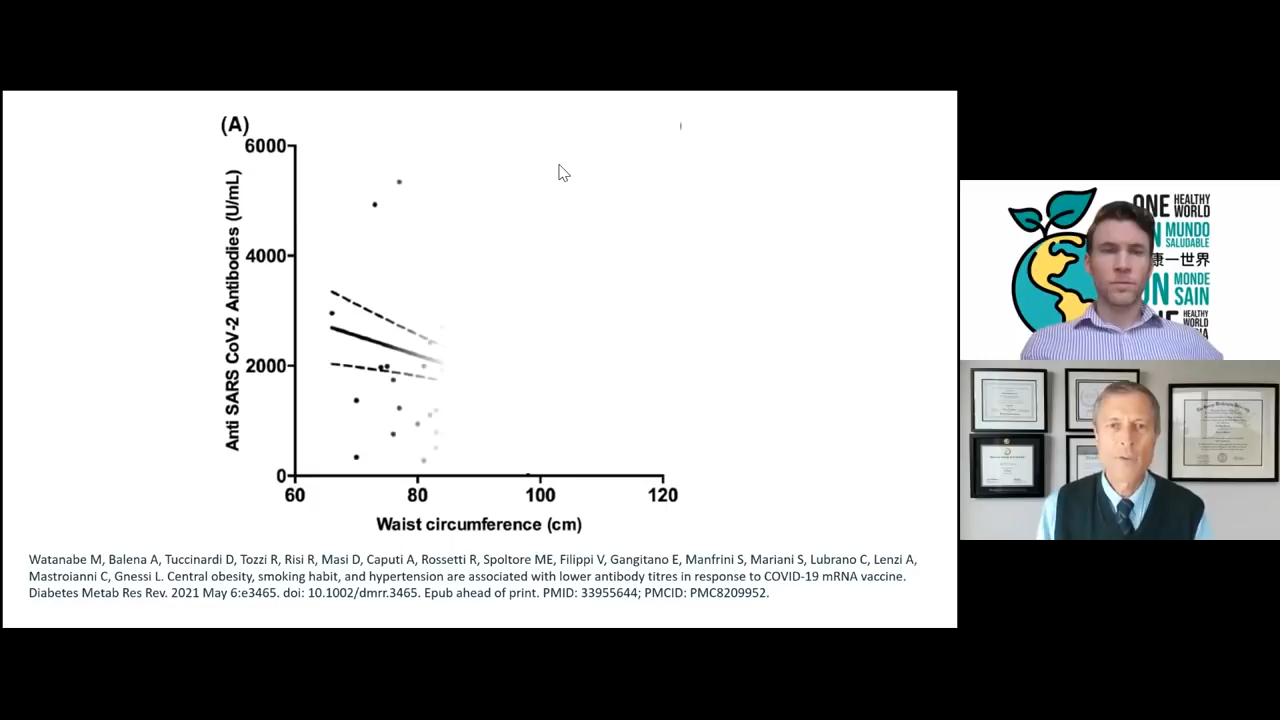 (A)
6000
4000
2000
0
Anti SARS CoV-2 Antibodies (U/mL)
60
80
100
120
Waist circumference (cm)
Watanabe M, Balena A, Tuccinardi D, Tozzi R, Risi R, Masi D, Caputi A, Rossetti R, Spoltore ME, Filippi V, Gangitano E, Manfrini S, Mariani S, Lubrano C, Lenzi A,
Mastroianni C, Gnessi L. Central obesity, smoking habit, and hypertension are associated with lower antibody titres in response to COVID-19 mRNA vaccine.
Diabetes Metab Res Rev. 2021 May 6:e3465. doi: 10.1002/dmrr.3465. Epub ahead of print. PMID: 33955644; PMCID: PMC8209952.
ONE HEALTHY
WORLD
MUNDO
SALUDABLE
康一世界
UN MONDE
SAIN
HEALTHY
WORLD